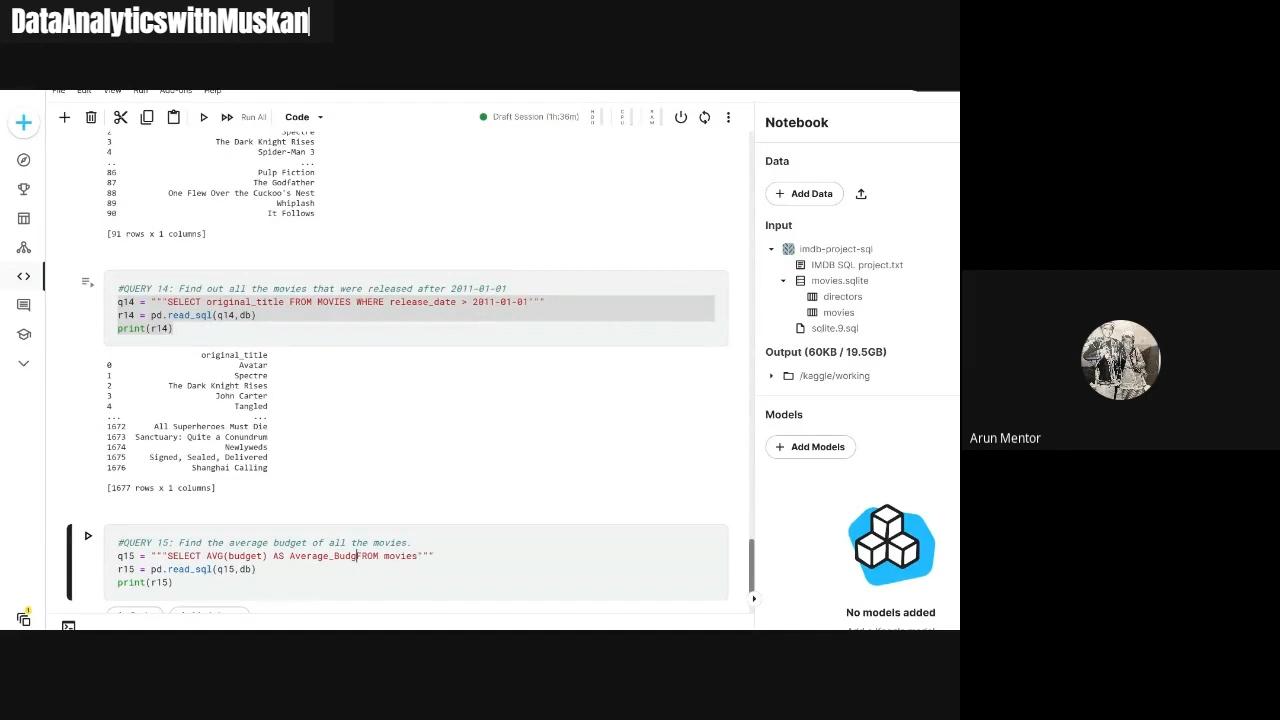 DataAnalyticswithMuskan
File Edit View Run Add-ons Help
Run All
Code
Draft Session (1h:36m)
Notebook
2 Spectre
3 The Dark Knight Rises
4 Spider-Man 3
.. ...
86 Pulp Fiction
87 The Godfather
88 One Flew Over the Cuckoo's Nest
89 Whiplash
90 It Follows
[91 rows x 1 columns]
#QUERY 14: Find out all the movies that were released after 2011-01-01
q14 = """SELECT original_title FROM MOVIES WHERE release_date > 2011-01-01"""
r14 = pd.read_sql(q14,db)
print(r14)
original_title
0 Avatar
1 Spectre
2 The Dark Knight Rises
3 John Carter
4 Tangled
... ...
1672 All Superheroes Must Die
1673 Sanctuary: Quite a Conundrum
1674 Newlyweds
1675 Signed, Sealed, Delivered
1676 Shanghai Calling
[1677 rows x 1 columns]
#QUERY 15: Find the average budget of all the movies.
q15 = """SELECT AVG(budget) AS Average_BudgFROM movies"""
r15 = pd.read_sql(q15,db)
print(r15)
Data
Add Data
Input
imdb-project-sql
IMDB SQL project.txt
movies.sqlite
directors
movies
sqlite.9.sql
Output (60KB / 19.5GB)
/kaggle/working
Models
Add Models
No models added
Arun Mentor